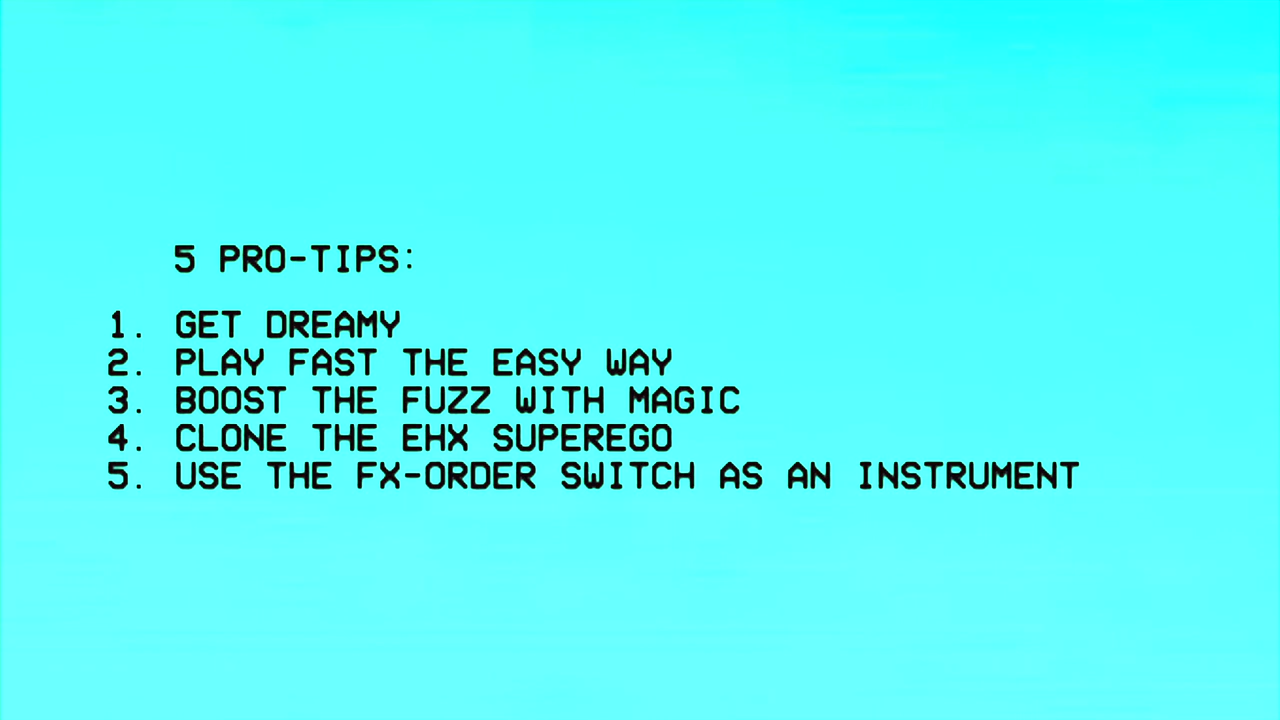 5 PRO-TIPS:
1. GET DREAMY
2. PLAY FAST THE EASY WAY
3. BOOST THE FUZZ WITH MAGIC
4. CLONE THE EHX SUPEREGO
5. USE THE FX-ORDER SWITCH AS AN INSTRUMENT